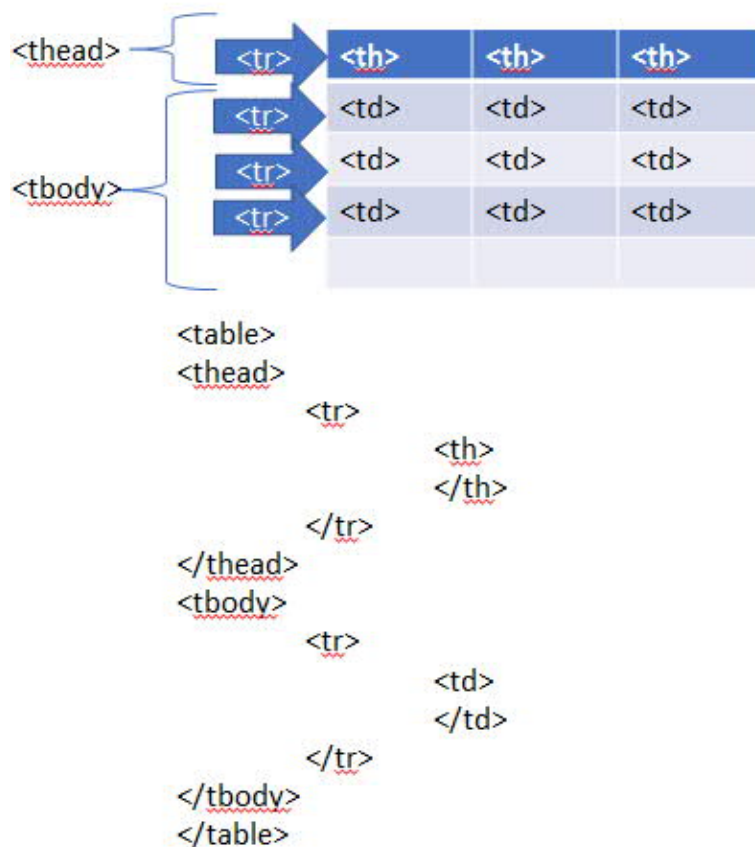 <thead>
<tr> <th> <th> <th>
<tr> <td> <td> <td>
<tbody>
<tr> <td> <td> <td>
<tr> <td> <td> <td>
<table>
<thead>
<tr>
<th>
</th>
</tr>
</thead>
<tbody>
<tr>
<td>
</td>
</tr>
</tbody>
</table>